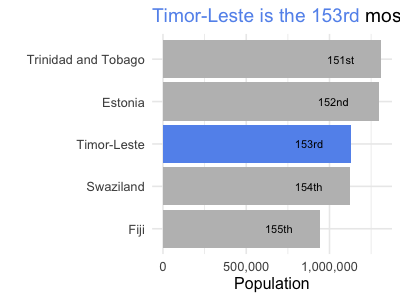 Timor-Leste is the 153rd mos
Trinidad and Tobago 151st
Estonia 152nd
Timor-Leste 153rd
Swaziland 154th
Fiji 155th
0 500,000 1,000,000
Population